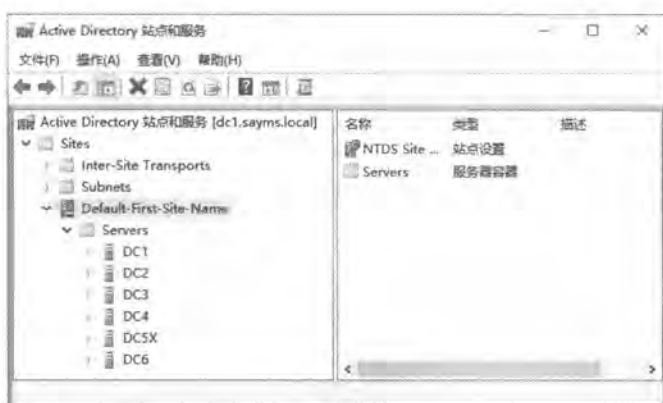 Active Directory 站点和服务
文件(F) 操作(A) 查看(V) 帮助(H)
Active Directory 站点和服务 [dc1.sayms.local]
Sites
Inter-Site Transports
Subnets
Default-First-Site-Name
Servers
DC1
DC2
DC3
DC4
DC5X
DC6
名称 类型 描述
NTDS Site ... 站点设置
Servers 服务器容器